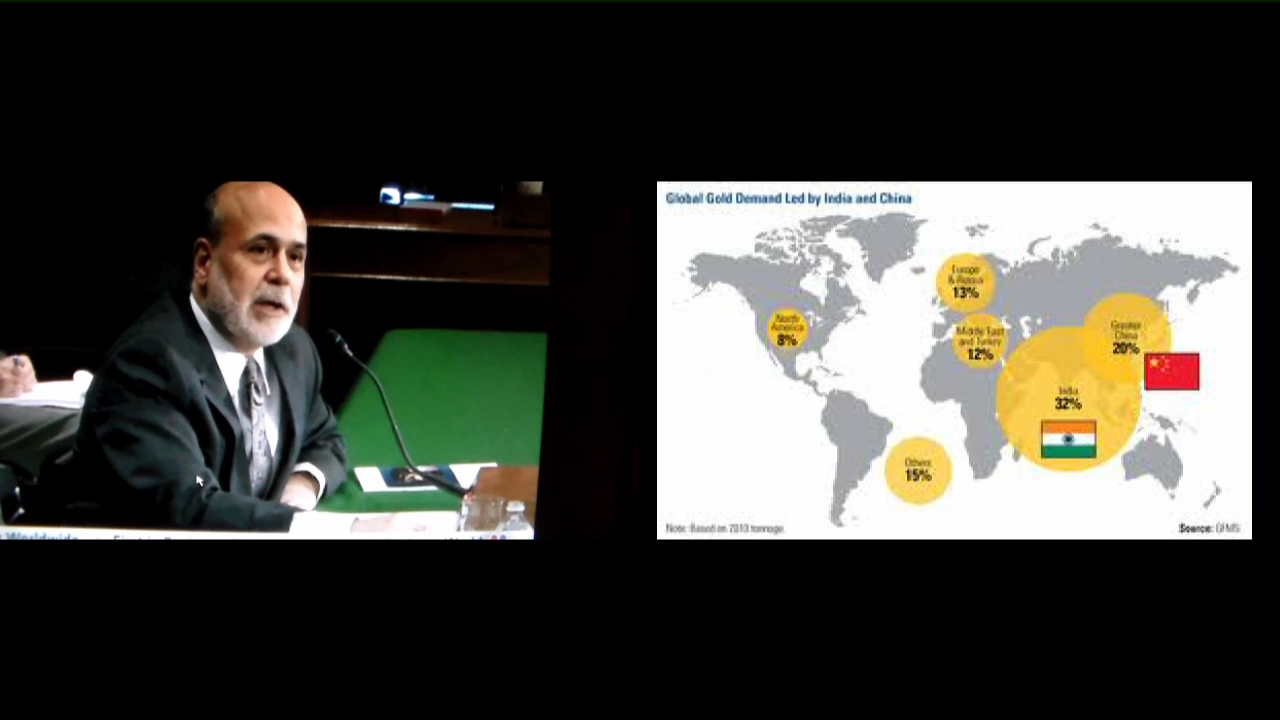 Worldwide
Global Gold Demand Led by India and China
Europe
& Russia
13%
North
America
8%
Middle East
and Turkey
12%
Greater
China
20%
India
32%
Others
15%
Note: Based on 2010 tonnage.
Source: GFMS